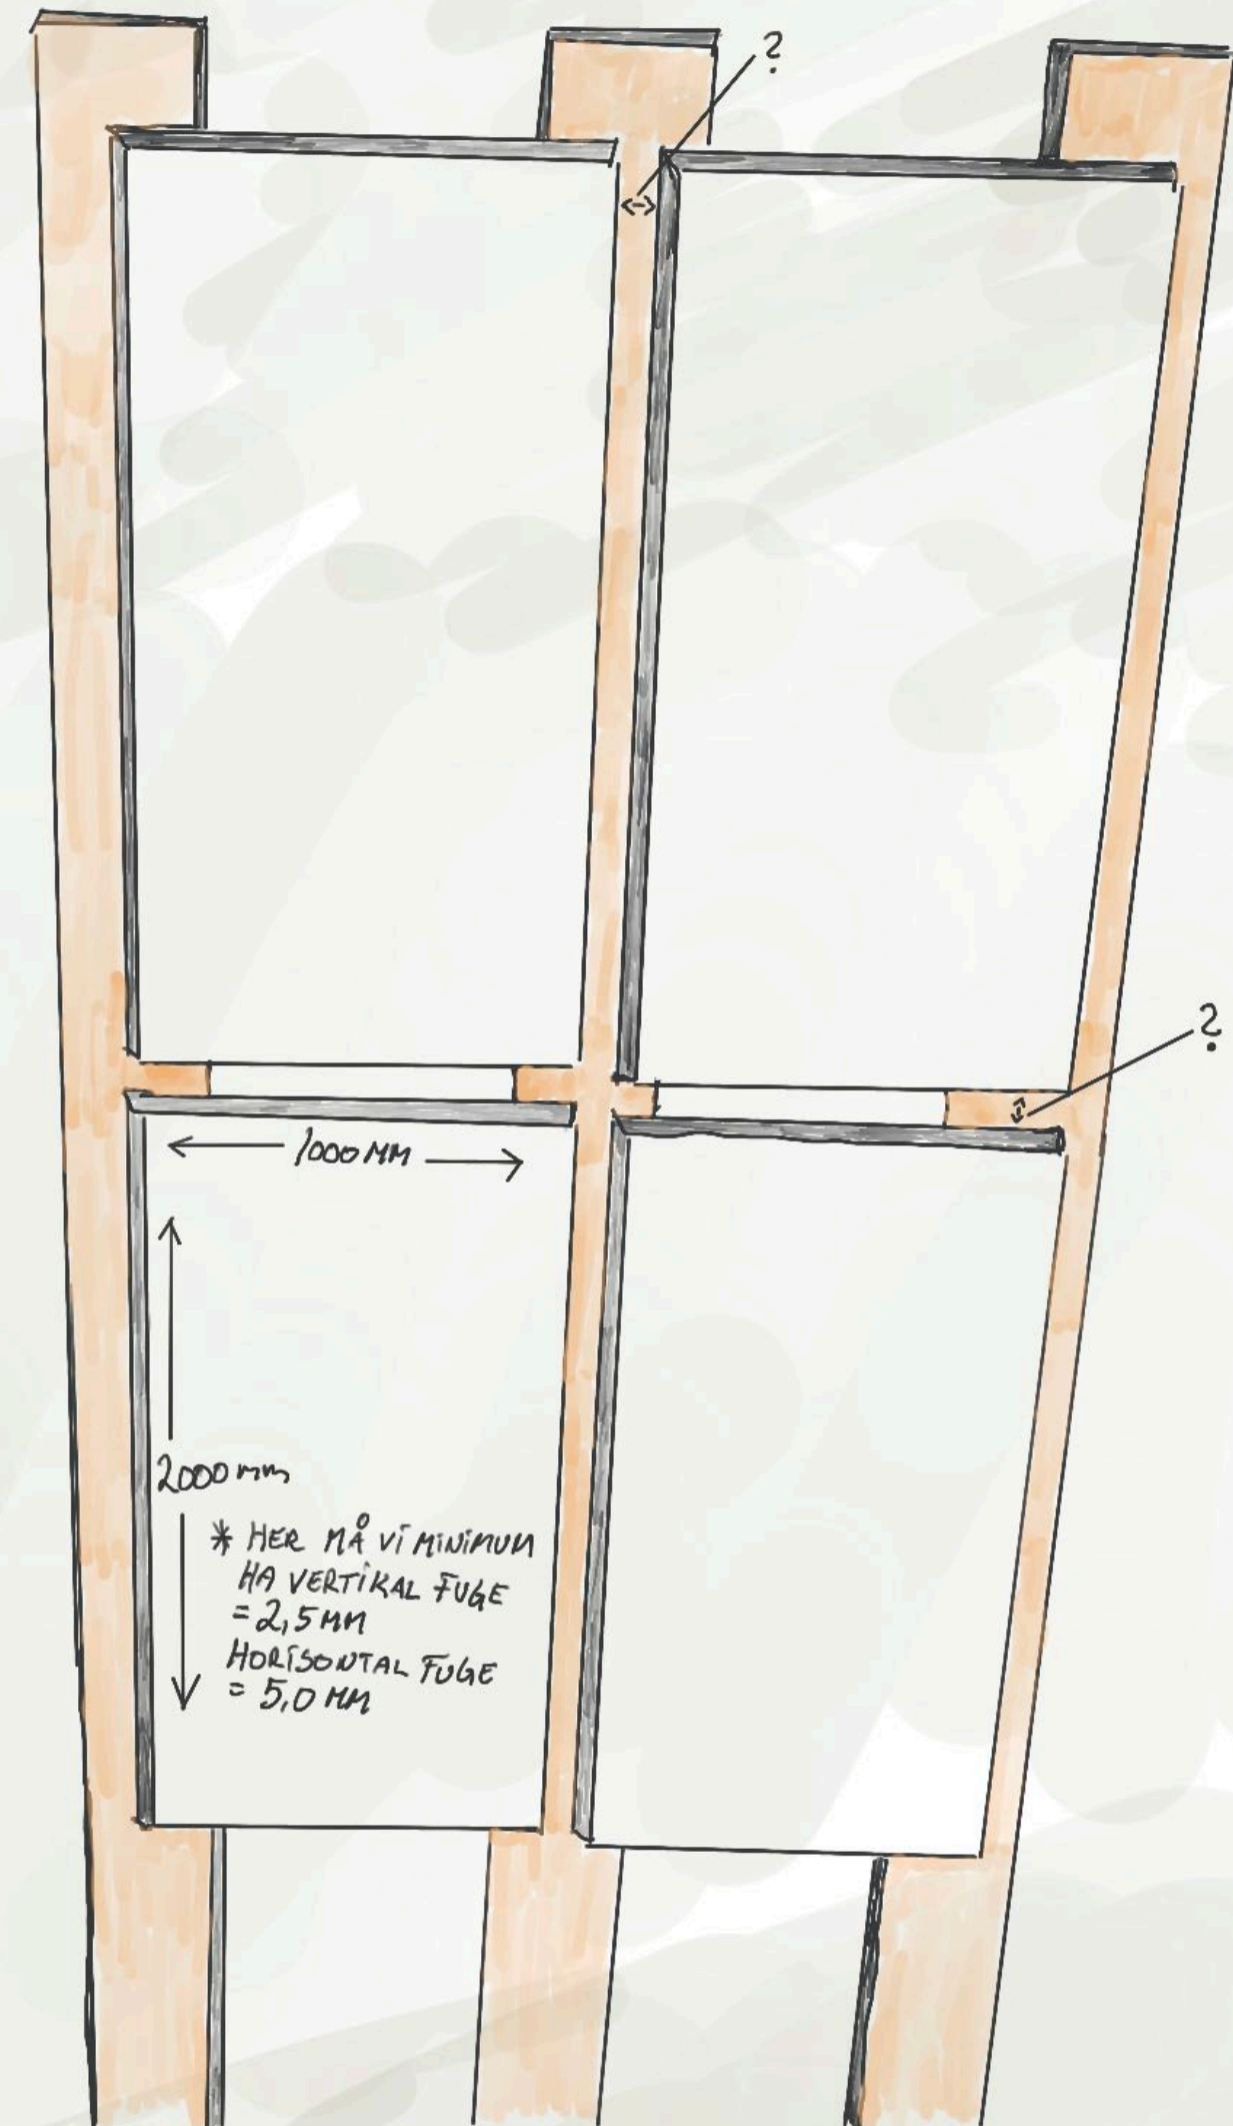 ?
?
1000 MM
2000 mm
* HER MÅ Vi MiNiMUM
HA VERTiKAL FUGE
= 2,5 MM
HORiSONTAL FUGE
= 5,0 MM